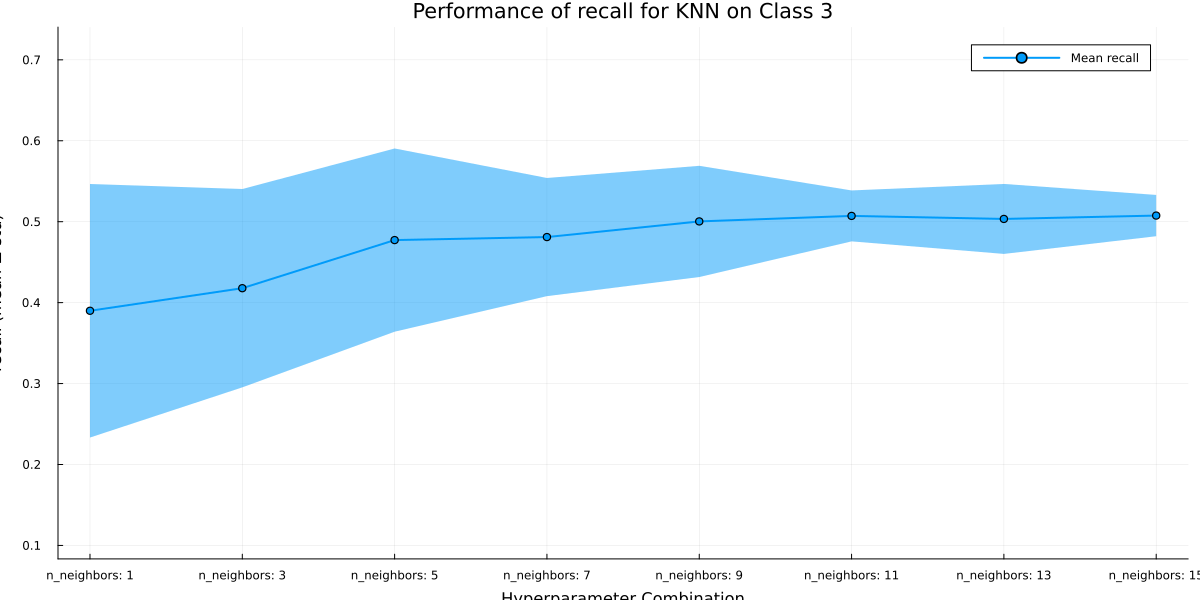 Performance of recall for KNN on Class 3
Mean recall
0.7
0.6
0.5
0.4
0.3
0.2
0.1
n_neighbors: 1 n_neighbors: 3 n_neighbors: 5 n_neighbors: 7 n_neighbors: 9 n_neighbors: 11 n_neighbors: 13 n_neighbors: 15
Hyperparameter Combination